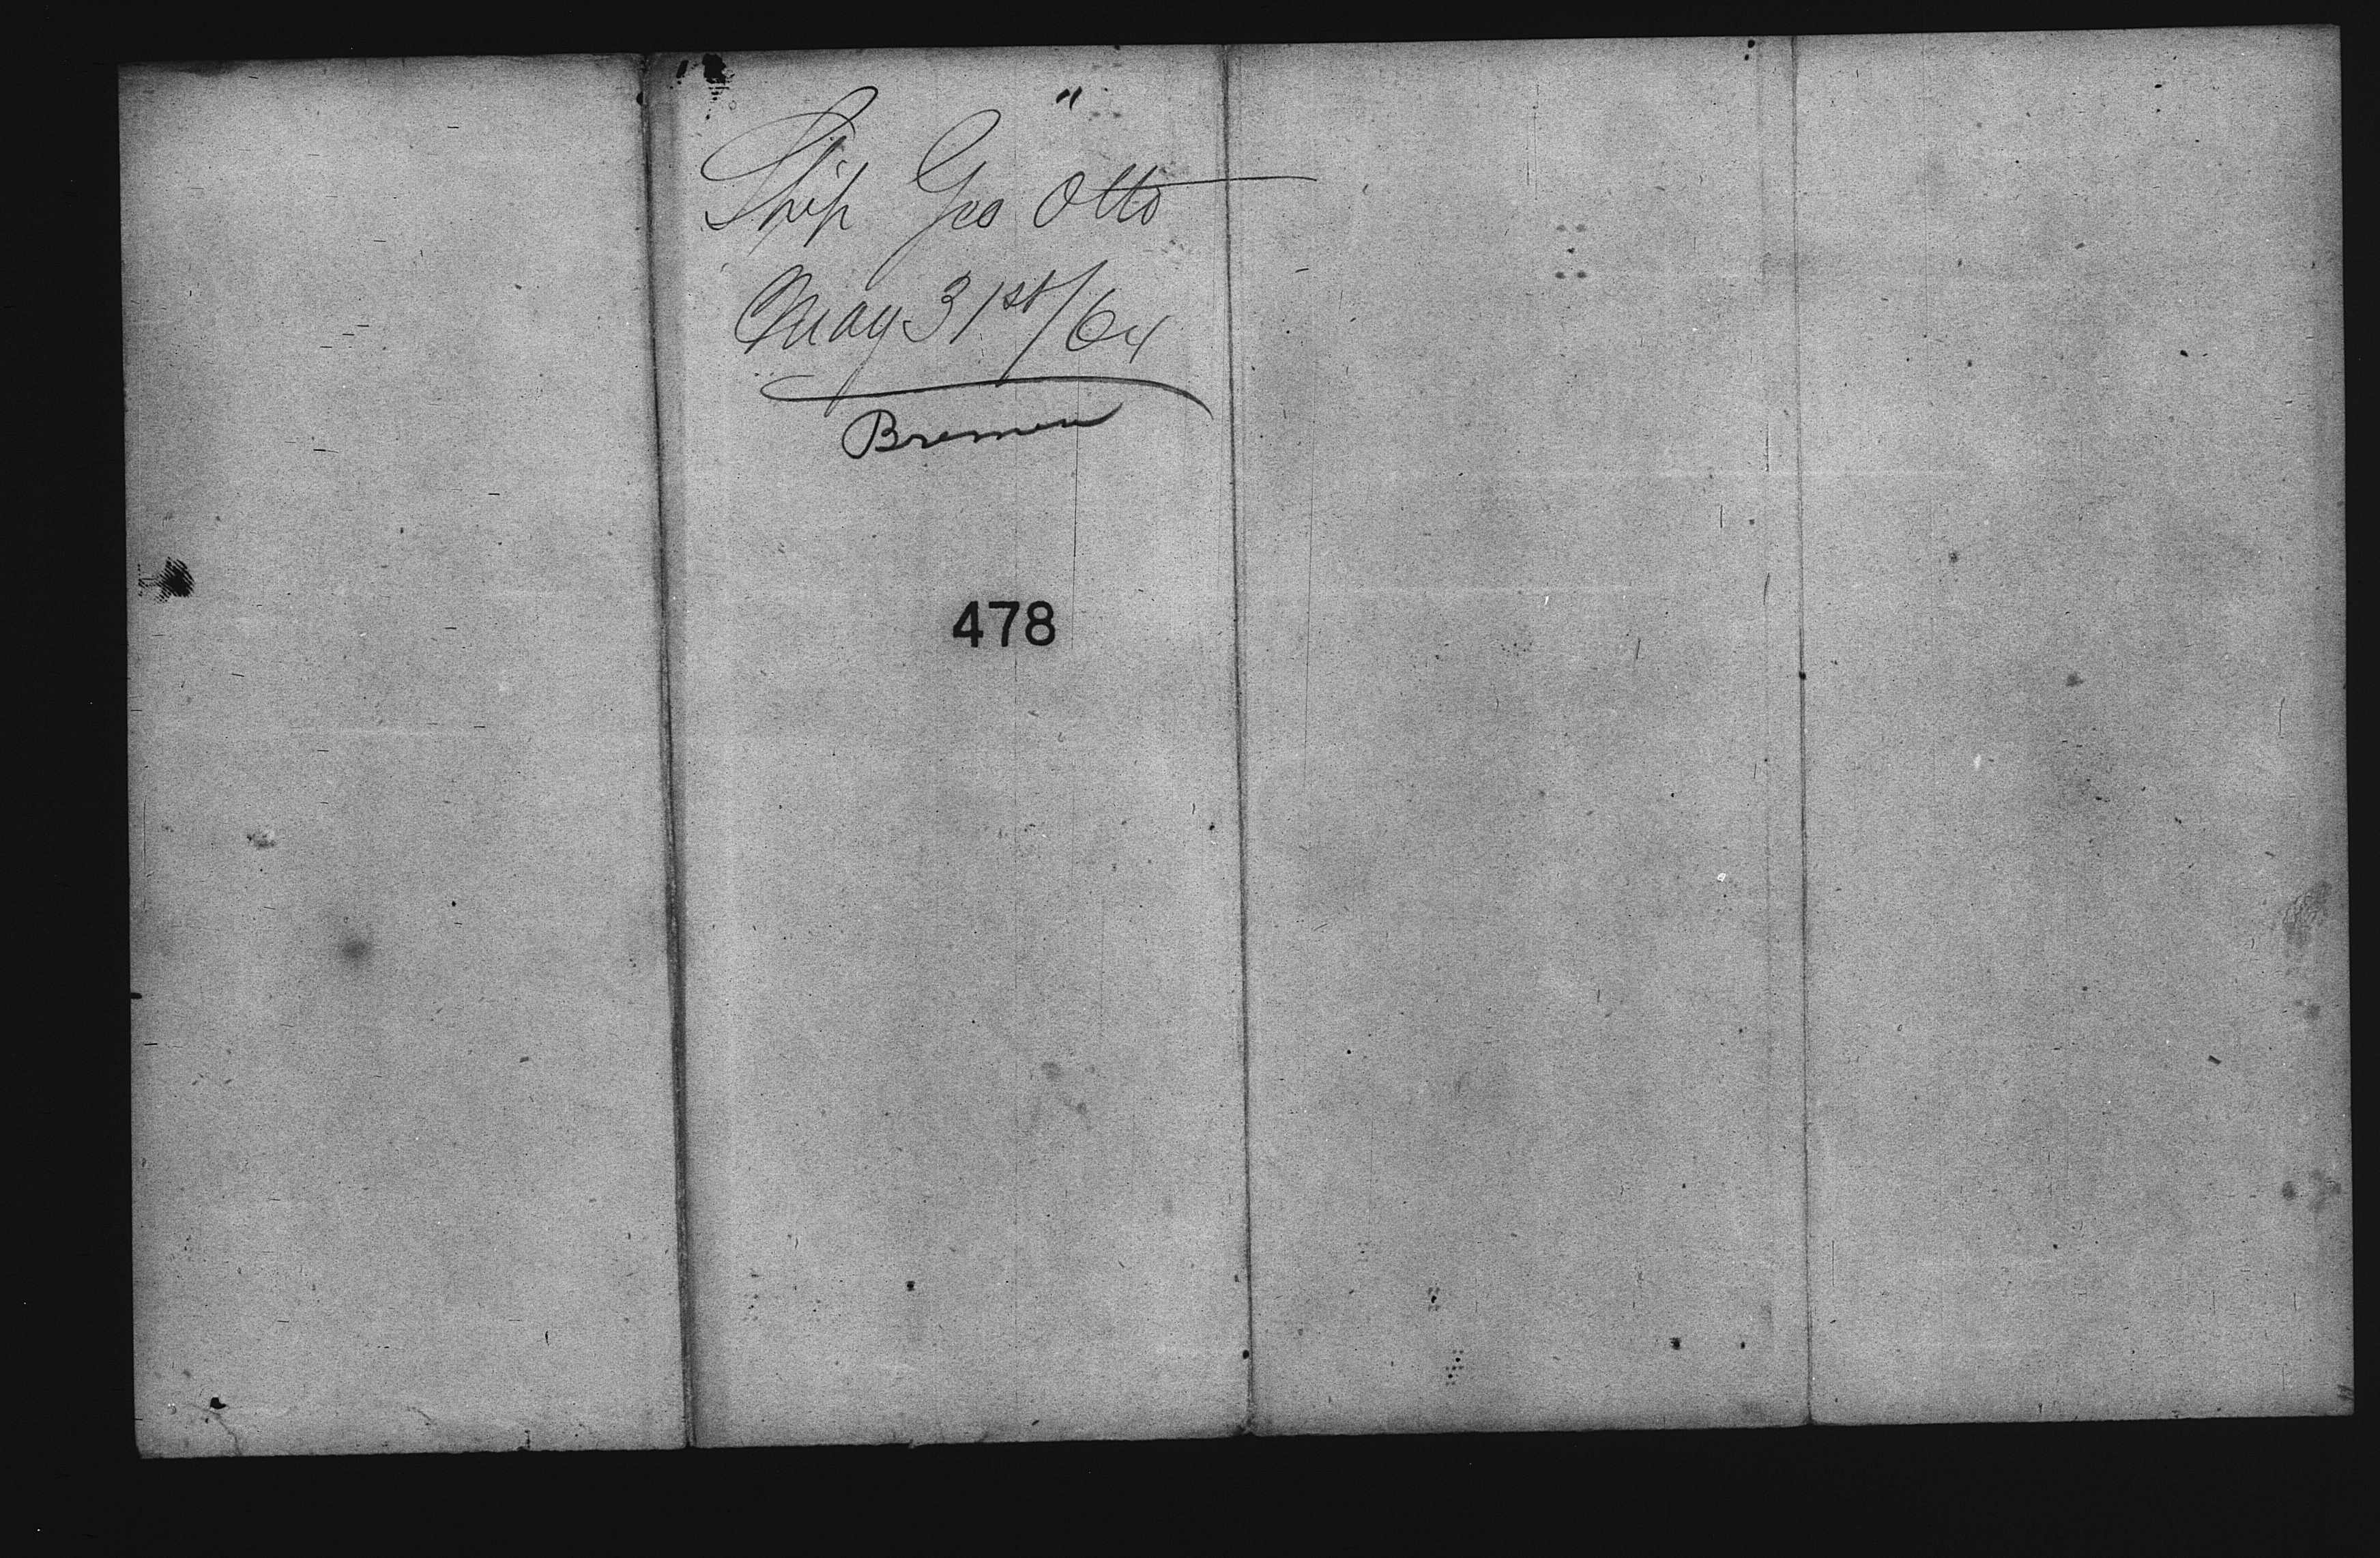 Ship Geo Otto
May 31st/64
Bremen
478